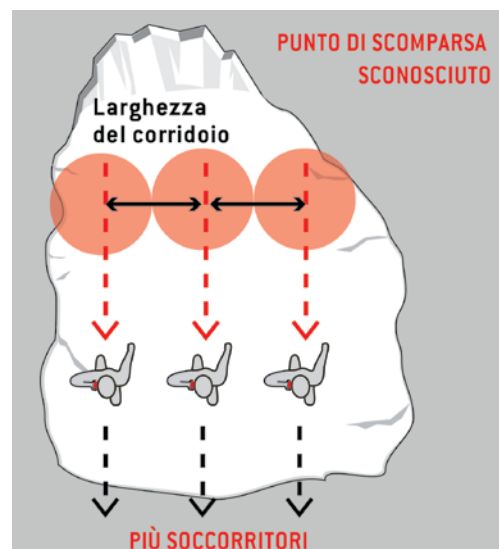 PUNTO DI SCOMPARSA
SCONOSCIUTO
Larghezza
del corridoio
PIÙ SOCCORRITORI